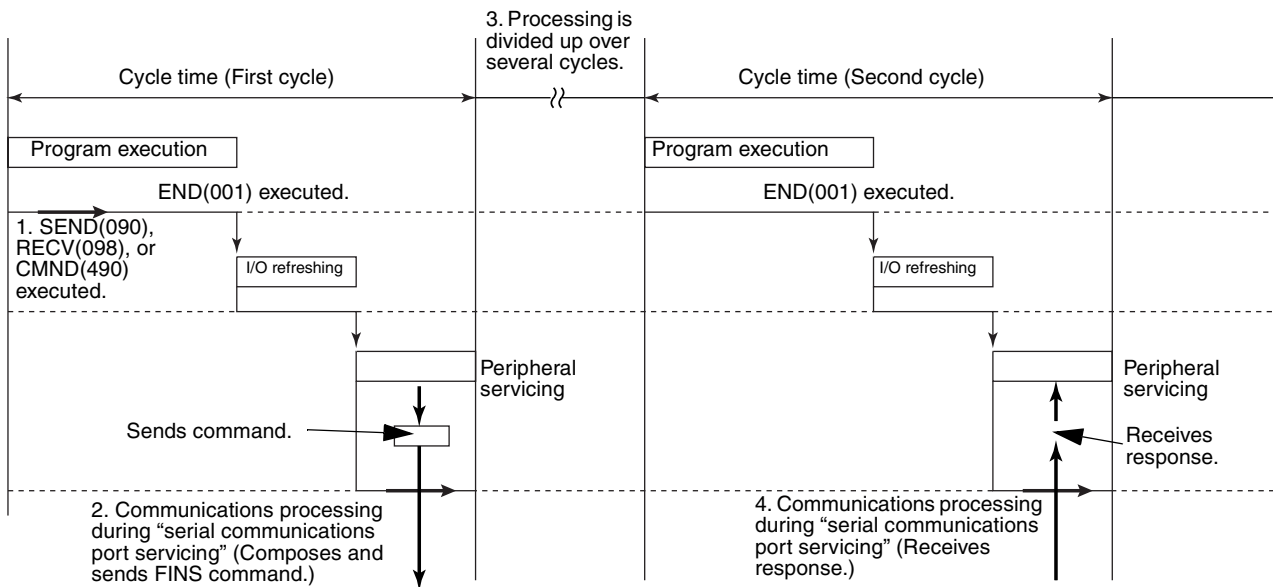 3. Processing is
divided up over
several cycles.
Cycle time (First cycle)
Cycle time (Second cycle)
Program execution
Program execution
END(001) executed.
END(001) executed.
1. SEND(090),
RECV(098), or
CMND(490)
executed.
I/O refreshing
I/O refreshing
Peripheral
servicing
Peripheral
servicing
Sends command.
Receives
response.
2. Communications processing
during “serial communications
port servicing” (Composes and
sends FINS command.)
4. Communications processing
during “serial communications
port servicing” (Receives
response.)